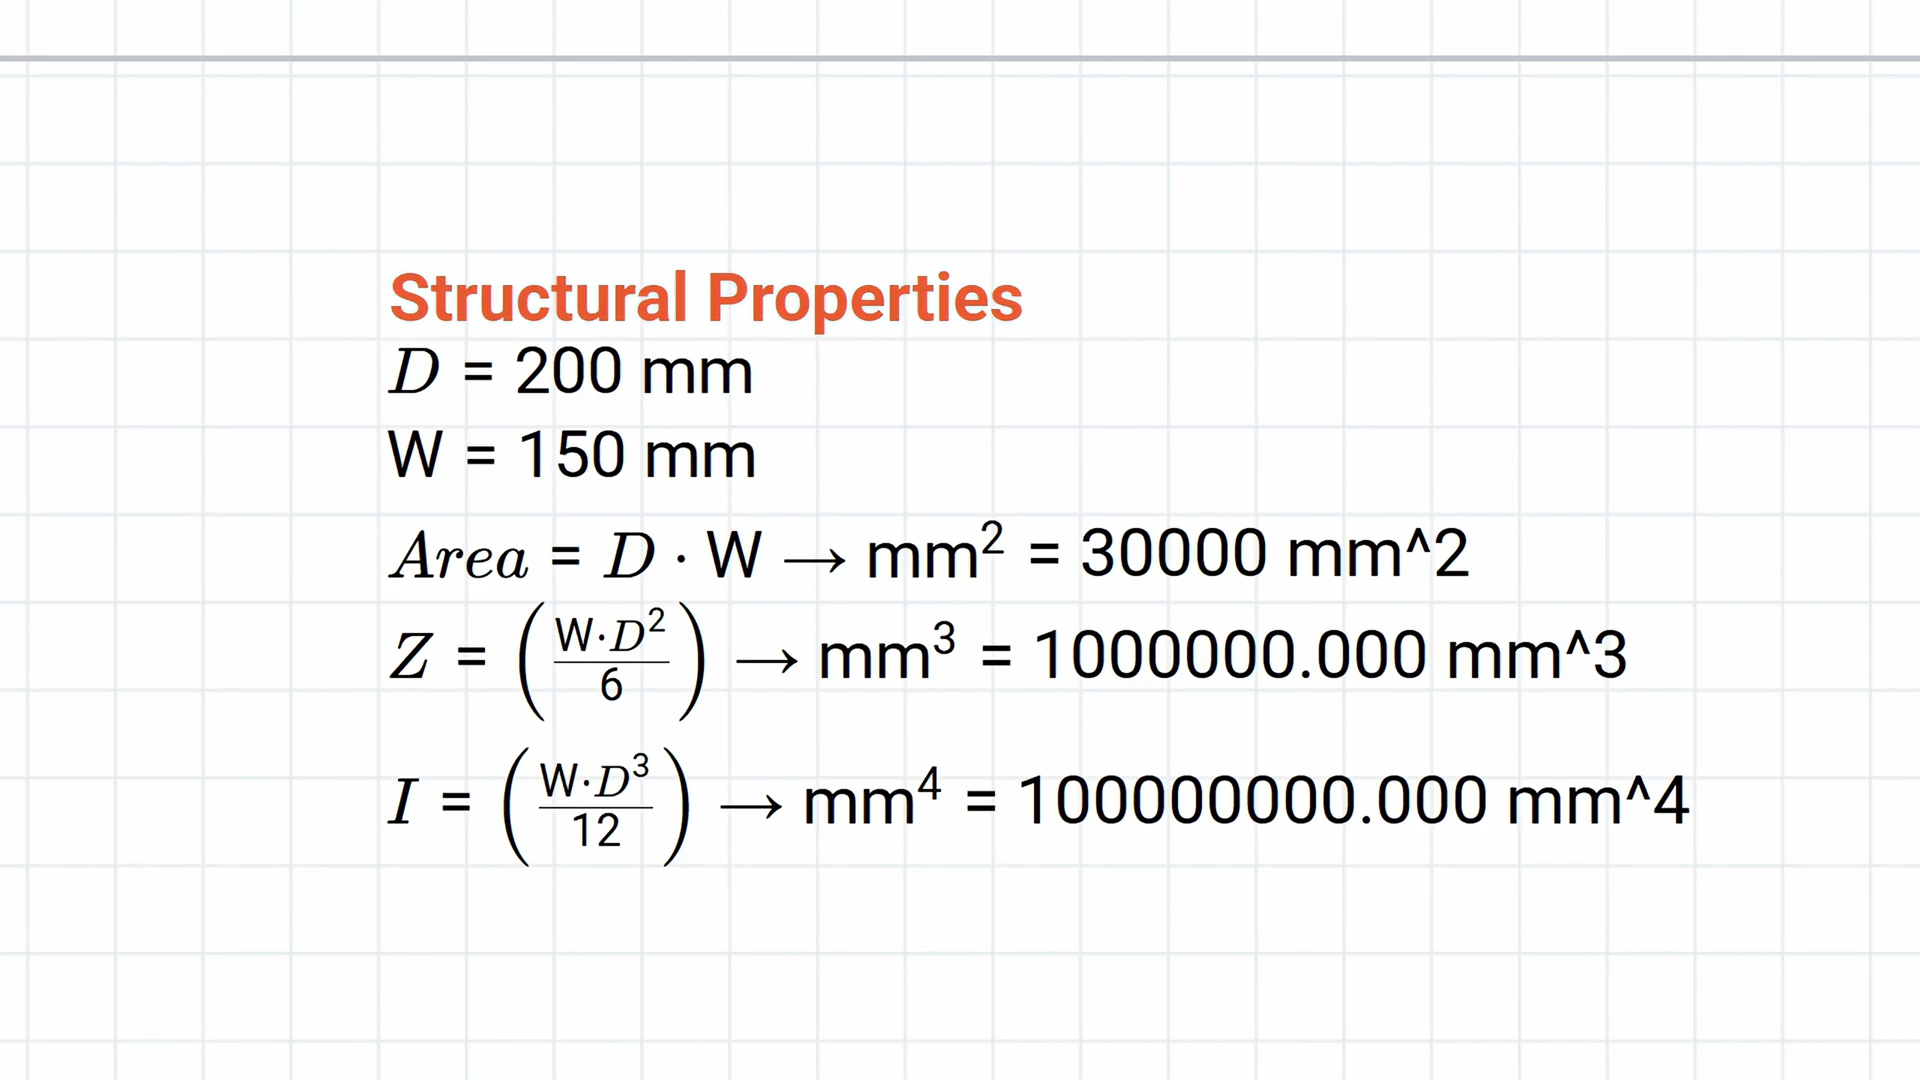 Structural Properties
D = 200 mm
W = 150 mm
Area = D · W → mm² = 30000 mm^2
Z = (W·D²/6) → mm³ = 1000000.000 mm^3
I = (W·D³/12) → mm⁴ = 100000000.000 mm^4